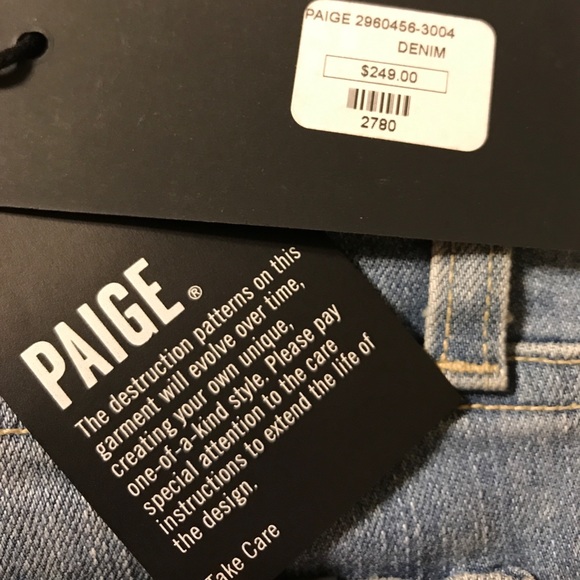 PAIGE 2960456-3004
DENIM
$249.00
2780
PAIGE®
The destruction patterns on this
garment will evolve over time,
creating your own unique,
one-of-a-kind style. Please pay
special attention to the care
instructions to extend the life of
the design.
Take Care